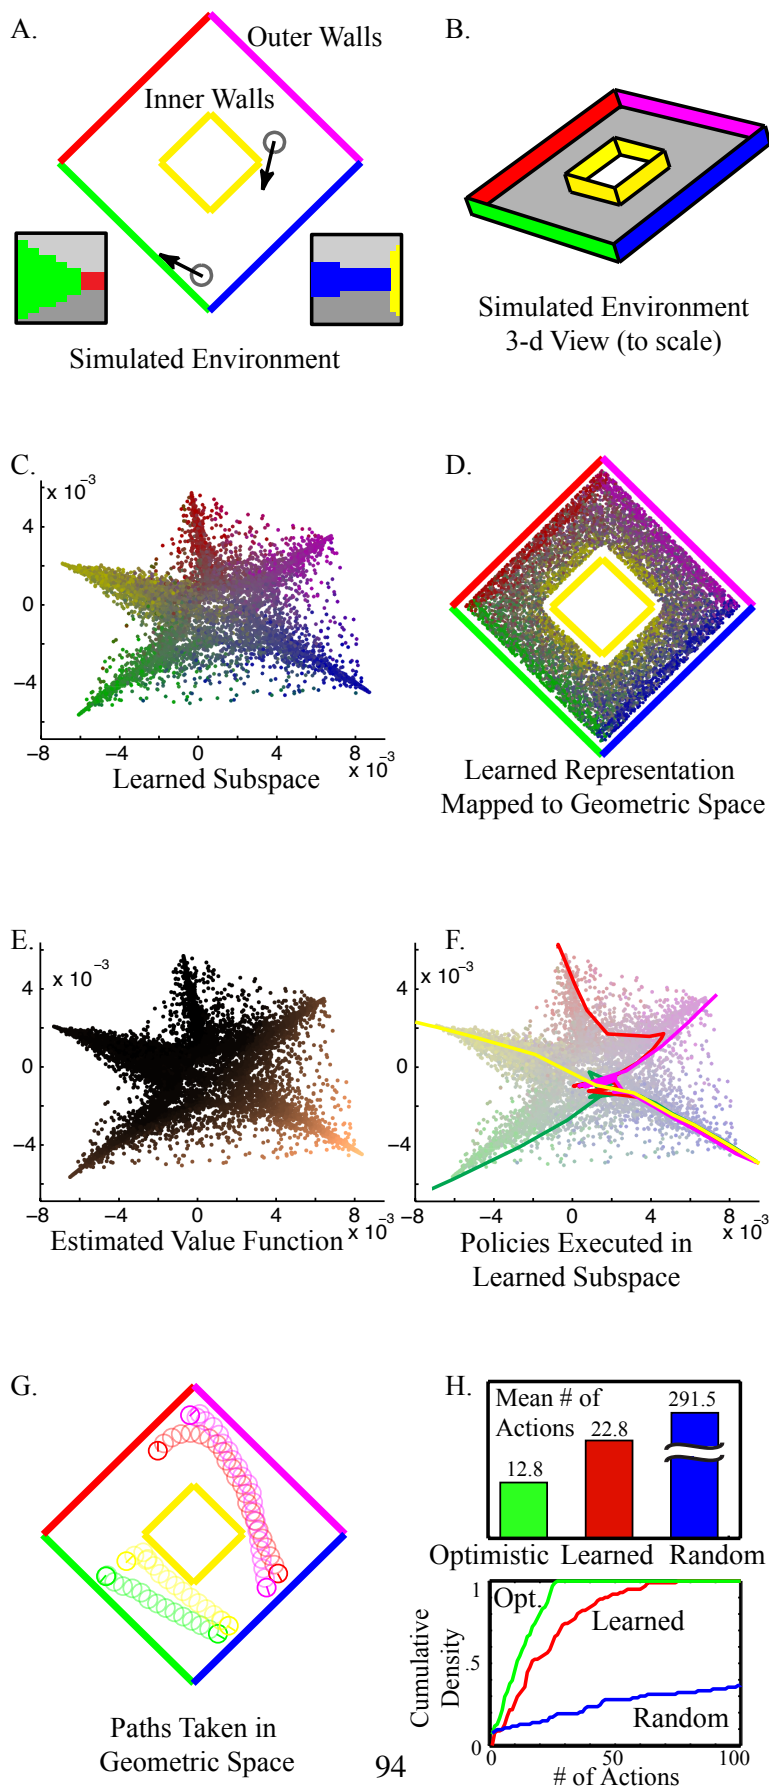 A.
Outer Walls
Inner Walls
Simulated Environment
B.
Simulated Environment
3-d View (to scale)
C.
x 10⁻³
4
0
−4
−8 −4 0 4 8
x 10⁻³
Learned Subspace
D.
Learned Representation
Mapped to Geometric Space
E.
x 10⁻³
4
0
−4
−8 −4 0 4 8
x 10⁻³
Estimated Value Function
F.
x 10⁻³
4
0
−4
−8 −4 0 4 8
x 10⁻³
Policies Executed in
Learned Subspace
G.
Paths Taken in
Geometric Space
H.
Mean # of
Actions
12.8
22.8
291.5
Optimistic Learned Random
Cumulative
Density
1
.5
0
Opt.
Learned
Random
0 50 100
# of Actions
94